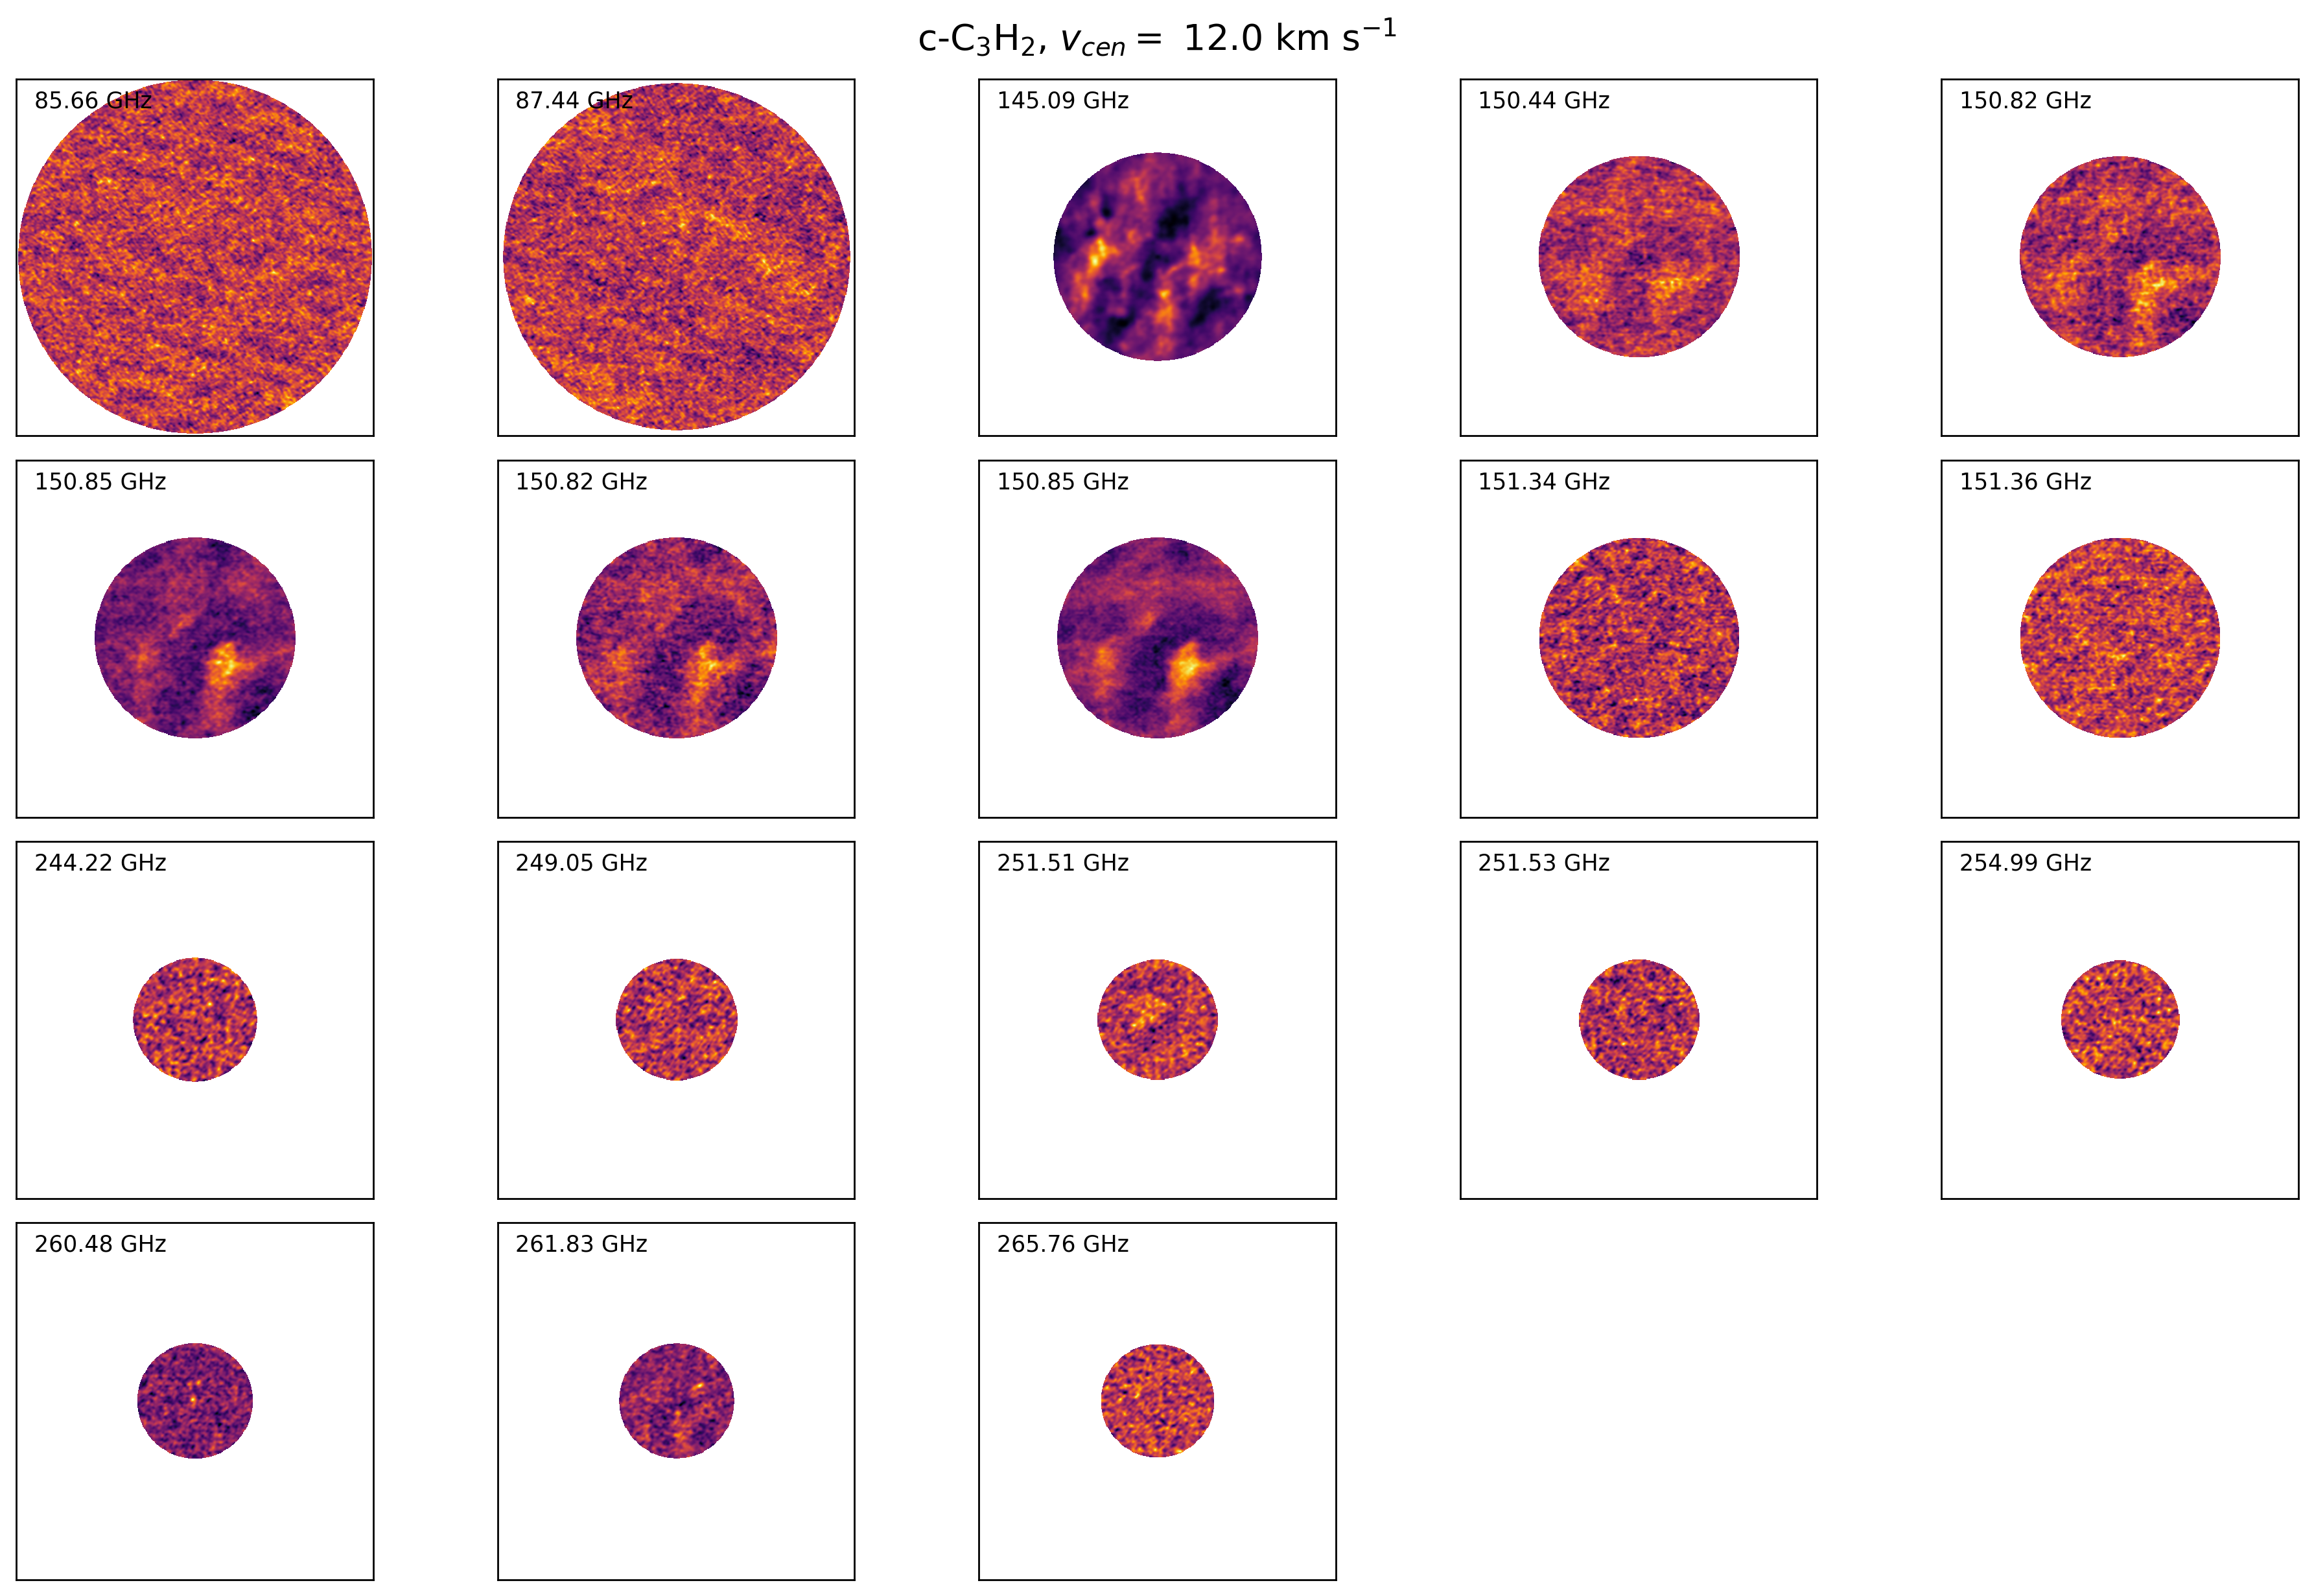 c-C₃H₂, v_cen = 12.0 km s⁻¹
85.66 GHz
87.44 GHz
145.09 GHz
150.44 GHz
150.82 GHz
150.85 GHz
150.82 GHz
150.85 GHz
151.34 GHz
151.36 GHz
244.22 GHz
249.05 GHz
251.51 GHz
251.53 GHz
254.99 GHz
260.48 GHz
261.83 GHz
265.76 GHz